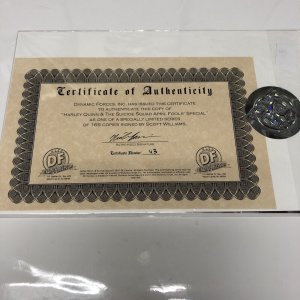 Certificate of Authenticity
Dynamic Forces, Inc. has issued this certificate
to authenticate this copy of
"Harley Quinn & The Suicide Squad April Fools' Special"
as one of a specially limited series
of 165 copies signed by Scott Williams.
Certificate Number 43
DF
DF